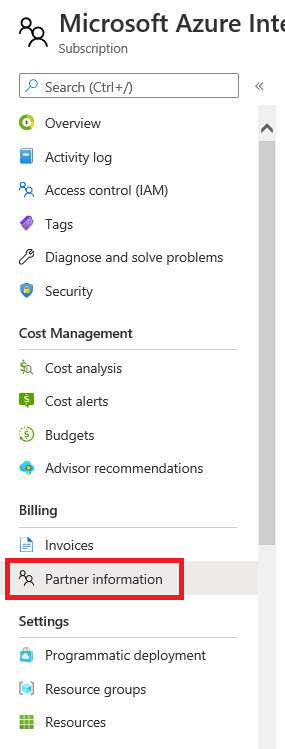 Microsoft Azure Inte
Subscription
Search (Ctrl+/)
«
Overview
Activity log
Access control (IAM)
Tags
Diagnose and solve problems
Security
Cost Management
Cost analysis
Cost alerts
Budgets
Advisor recommendations
Billing
Invoices
Partner information
Settings
Programmatic deployment
Resource groups
Resources